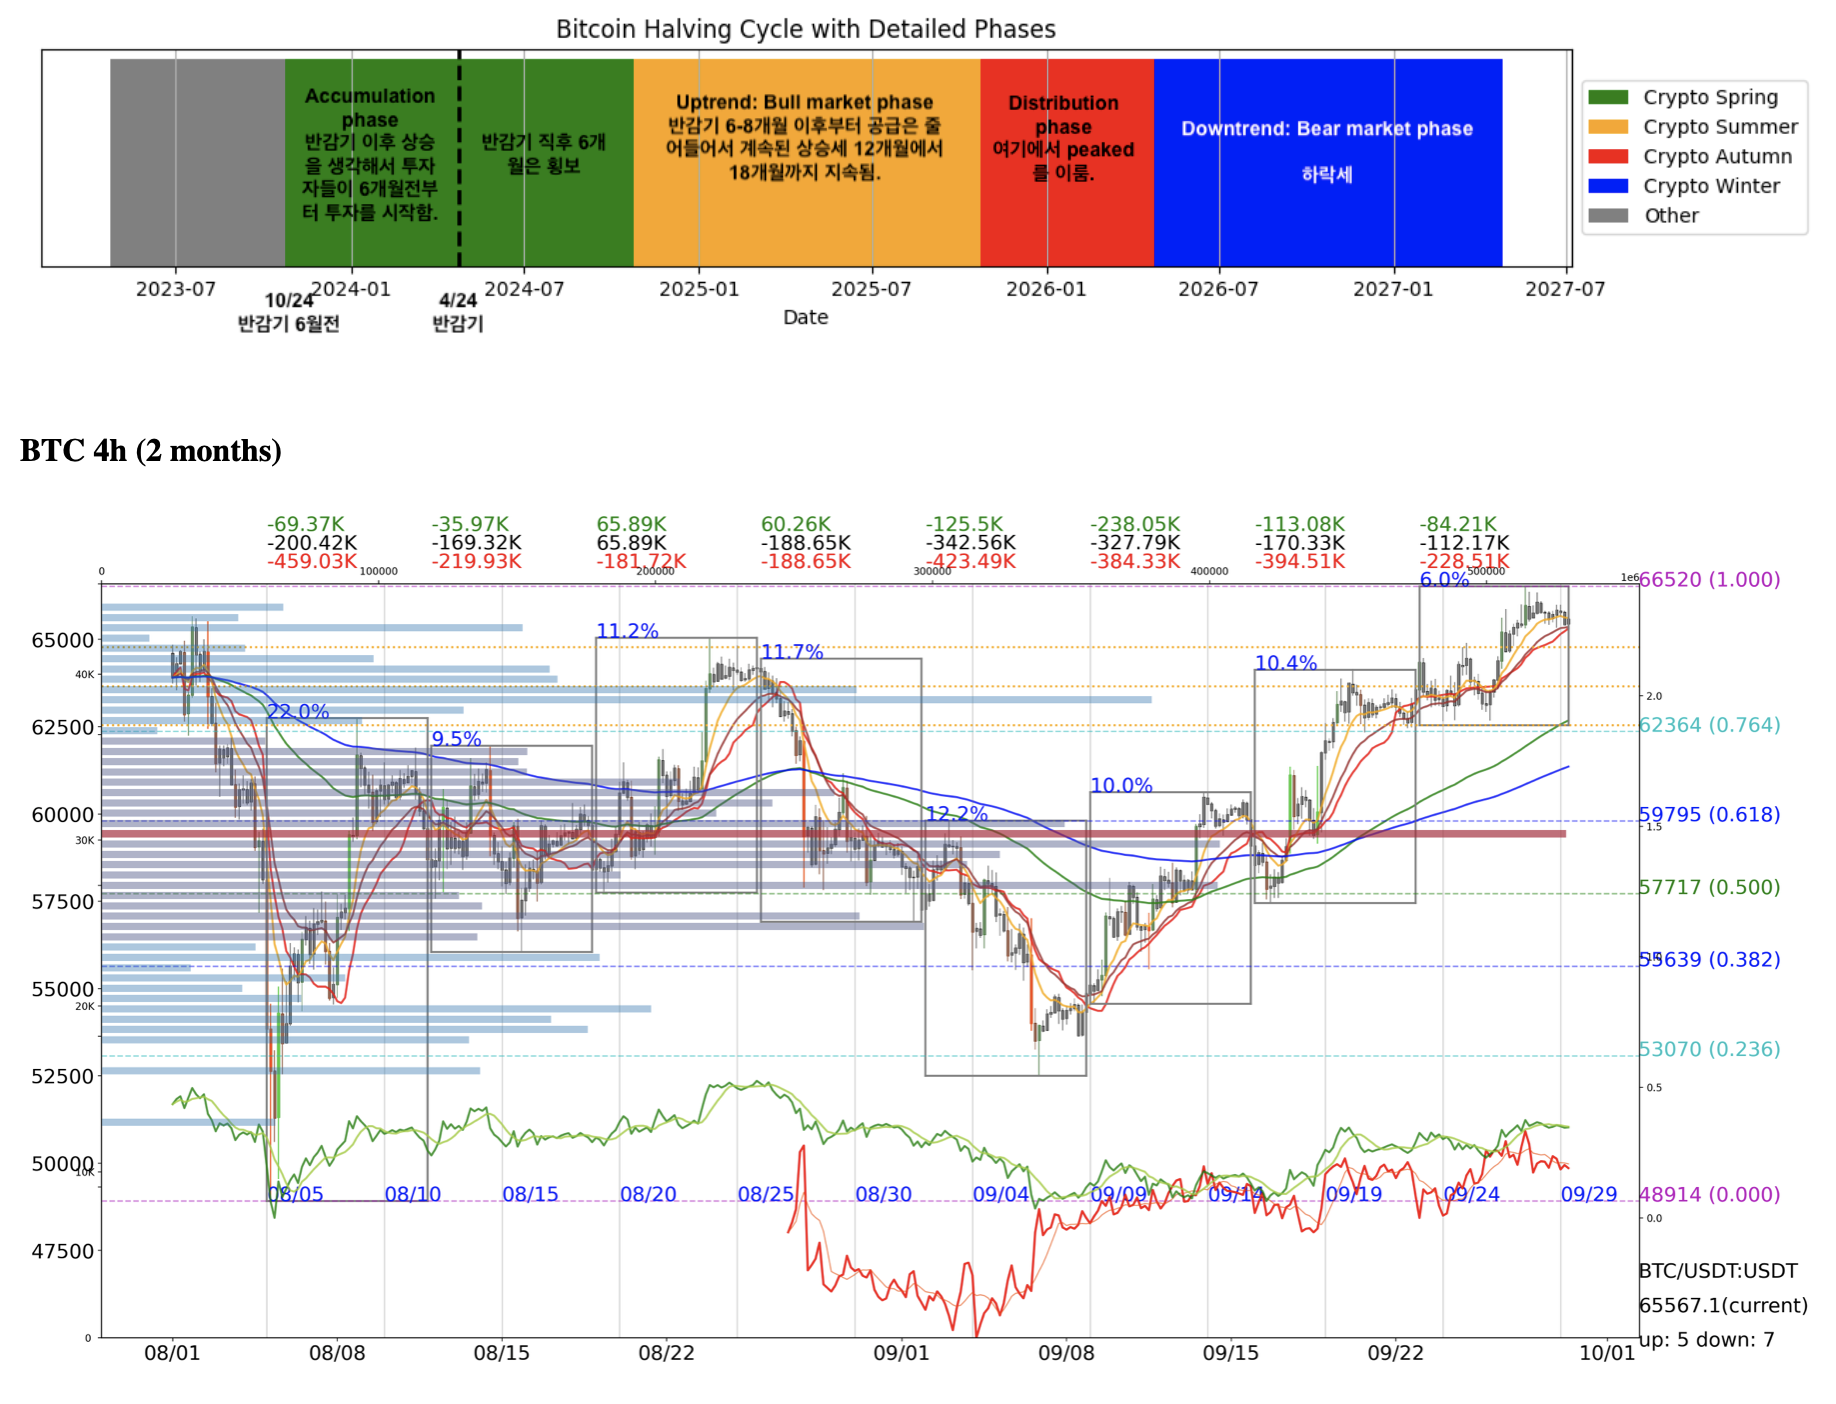 Bitcoin Halving Cycle with Detailed Phases
Accumulation
phase
반감기 이후 상승
을 생각해서 투자
자들이 6개월전부
터 투자를 시작함.
반감기 직후 6개
월은 횡보
Uptrend: Bull market phase
반감기 6-8개월 이후부터 공급은 줄
어들어서 계속된 상승세 12개월에서
18개월까지 지속됨.
Distribution
phase
여기에서 peaked
를 이룸.
Downtrend: Bear market phase
하락세
Crypto Spring
Crypto Summer
Crypto Autumn
Crypto Winter
Other
2023-07 2024-01 2024-07 2025-01 2025-07 2026-01 2026-07 2027-01 2027-07
10/24
반감기 6월전
4/24
반감기
Date
BTC 4h (2 months)
-69.37K -35.97K 65.89K 60.26K -125.5K -238.05K -113.08K -84.21K
-200.42K -169.32K 65.89K -188.65K -342.56K -327.79K -170.33K -112.17K
-459.03K -219.93K -181.72K -188.65K -423.49K -384.33K -394.51K -228.51K
0 100000 200000 300000 400000 500000 1e6
6.0%
66520 (1.000)
11.2%
65000
11.7%
10.4%
40K
2.0
22.0%
62500
62364 (0.764)
9.5%
10.0%
60000
12.2%
59795 (0.618)
1.5
30K
57717 (0.500)
57500
55639 (0.382)
55000
20K
53070 (0.236)
52500
0.5
50000
10K
08/05 08/10 08/15 08/20 08/25 08/30 09/04 09/09 09/14 09/19 09/24 09/29
48914 (0.000)
0.0
47500
BTC/USDT:USDT
65567.1(current)
up: 5 down: 7
0
08/01 08/08 08/15 08/22 09/01 09/08 09/15 09/22 10/01